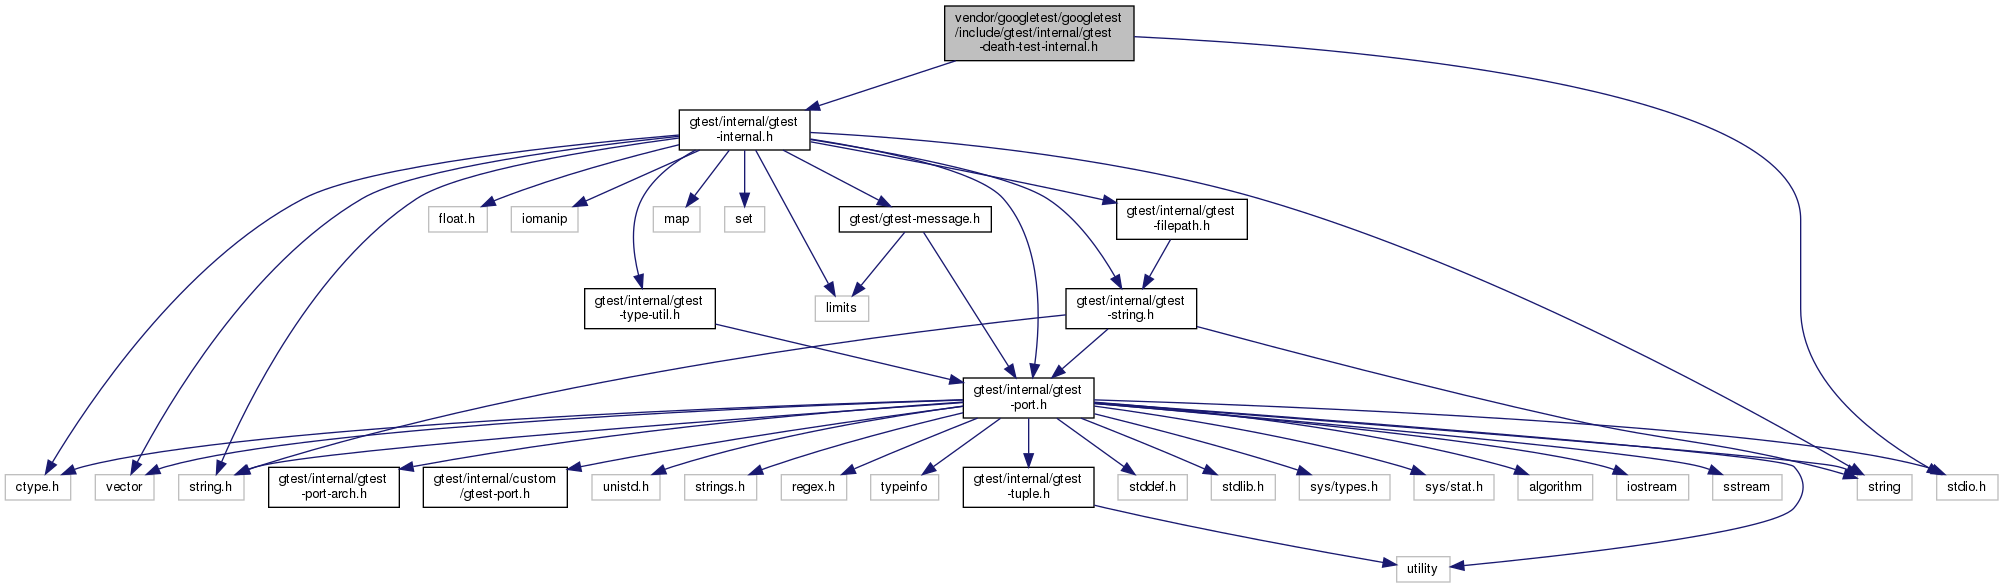 vendor/googletest/googletest
/include/gtest/internal/gtest
-death-test-internal.h
gtest/internal/gtest
-internal.h
float.h
iomanip
map
set
gtest/gtest-message.h
gtest/internal/gtest
-filepath.h
gtest/internal/gtest
-type-util.h
limits
gtest/internal/gtest
-string.h
gtest/internal/gtest
-port.h
ctype.h
vector
string.h
gtest/internal/gtest
-port-arch.h
gtest/internal/custom
/gtest-port.h
unistd.h
strings.h
regex.h
typeinfo
gtest/internal/gtest
-tuple.h
stddef.h
stdlib.h
sys/types.h
sys/stat.h
algorithm
iostream
sstream
string
stdio.h
utility